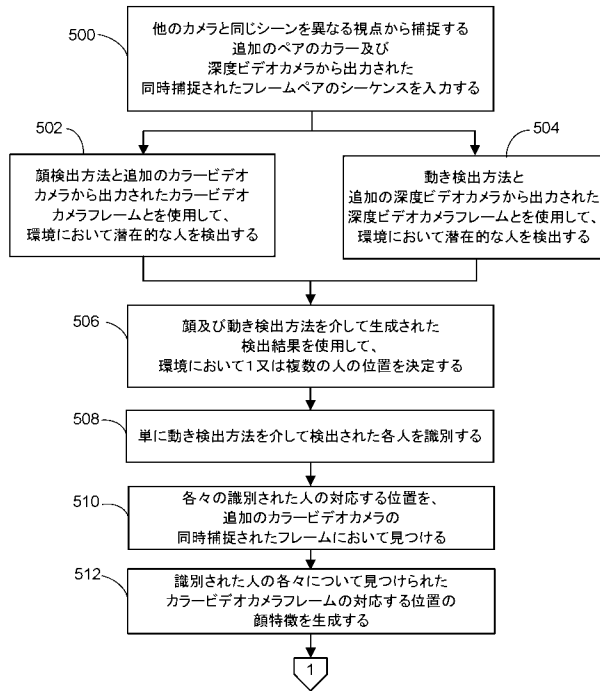 500
他のカメラと同じシーンを異なる視点から捕捉する
追加のペアのカラー及び
深度ビデオカメラから出力された
同時捕捉されたフレームペアのシーケンスを入力する
502
顔検出方法と追加のカラービデオ
カメラから出力されたカラービデオ
カメラフレームとを使用して、
環境において潜在的な人を検出する
504
動き検出方法と
追加の深度ビデオカメラから出力された
深度ビデオカメラフレームとを使用して、
環境において潜在的な人を検出する
506
顔及び動き検出方法を介して生成された
検出結果を使用して、
環境において1又は複数の人の位置を決定する
508
単に動き検出方法を介して検出された各人を識別する
510
各々の識別された人の対応する位置を、
追加のカラービデオカメラの
同時捕捉されたフレームにおいて見つける
512
識別された人の各々について見つけられた
カラービデオカメラフレームの対応する位置の
顔特徴を生成する
1